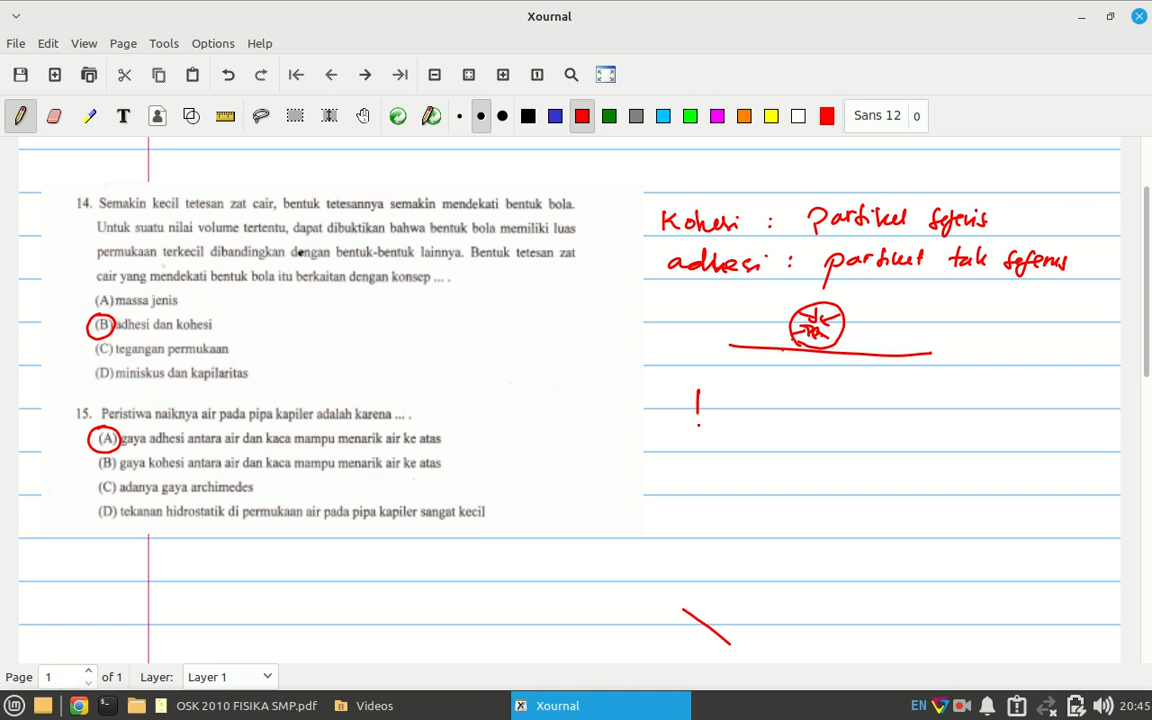 Xournal
File Edit View Page Tools Options Help
Sans 12 0
14. Semakin kecil tetesan zat cair, bentuk tetesannya semakin mendekati bentuk bola.
Untuk suatu nilai volume tertentu, dapat dibuktikan bahwa bentuk bola memiliki luas
permukaan terkecil dibandingkan dengan bentuk-bentuk lainnya. Bentuk tetesan zat
cair yang mendekati bentuk bola itu berkaitan dengan konsep ... .
(A) massa jenis
(B) adhesi dan kohesi
(C) tegangan permukaan
(D) miniskus dan kapilaritas
15. Peristiwa naiknya air pada pipa kapiler adalah karena ... .
(A) gaya adhesi antara air dan kaca mampu menarik air ke atas
(B) gaya kohesi antara air dan kaca mampu menarik air ke atas
(C) adanya gaya archimedes
(D) tekanan hidrostatik di permukaan air pada pipa kapiler sangat kecil
Kohesi : partikel sejenis
adhesi : partikel tak sejenis
Page 1 of 1 Layer: Layer 1
OSK 2010 FISIKA SMP.pdf Videos Xournal EN 20:45